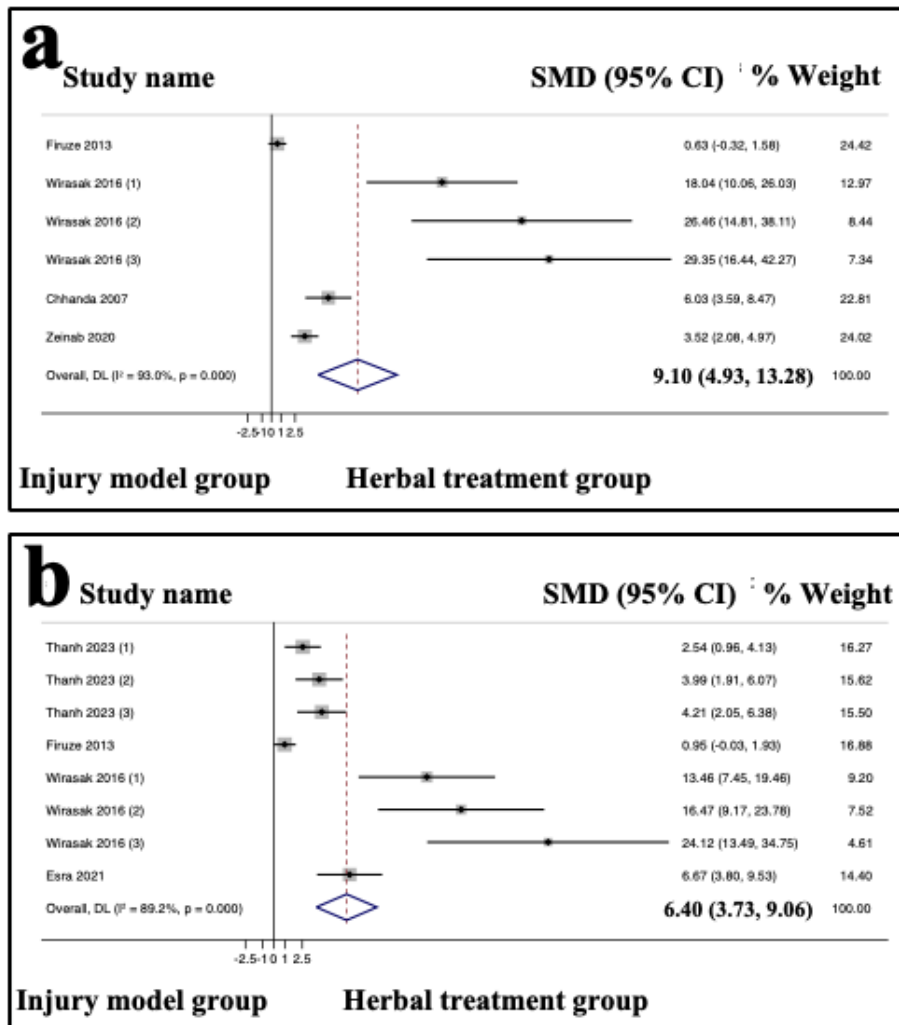 a Study name SMD (95% CI) % Weight
Firuze 2013 0.63 (-0.32, 1.58) 24.42
Wirasak 2016 (1) 18.04 (10.06, 26.03) 12.97
Wirasak 2016 (2) 26.46 (14.81, 38.11) 8.44
Wirasak 2016 (3) 29.35 (16.44, 42.27) 7.34
Chhanda 2007 6.03 (3.59, 8.47) 22.81
Zeinab 2020 3.52 (2.08, 4.97) 24.02
Overall, DL (I² = 93.0%, p = 0.000) 9.10 (4.93, 13.28) 100.00
-2.5-10 1 2.5
Injury model group Herbal treatment group
b Study name SMD (95% CI) % Weight
Thanh 2023 (1) 2.54 (0.96, 4.13) 16.27
Thanh 2023 (2) 3.99 (1.91, 6.07) 15.62
Thanh 2023 (3) 4.21 (2.05, 6.38) 15.50
Firuze 2013 0.95 (-0.03, 1.93) 16.88
Wirasak 2016 (1) 13.46 (7.45, 19.46) 9.20
Wirasak 2016 (2) 16.47 (9.17, 23.78) 7.52
Wirasak 2016 (3) 24.12 (13.49, 34.75) 4.61
Esra 2021 6.67 (3.80, 9.53) 14.40
Overall, DL (I² = 89.2%, p = 0.000) 6.40 (3.73, 9.06) 100.00
-2.5-1 0 1 2.5
Injury model group Herbal treatment group